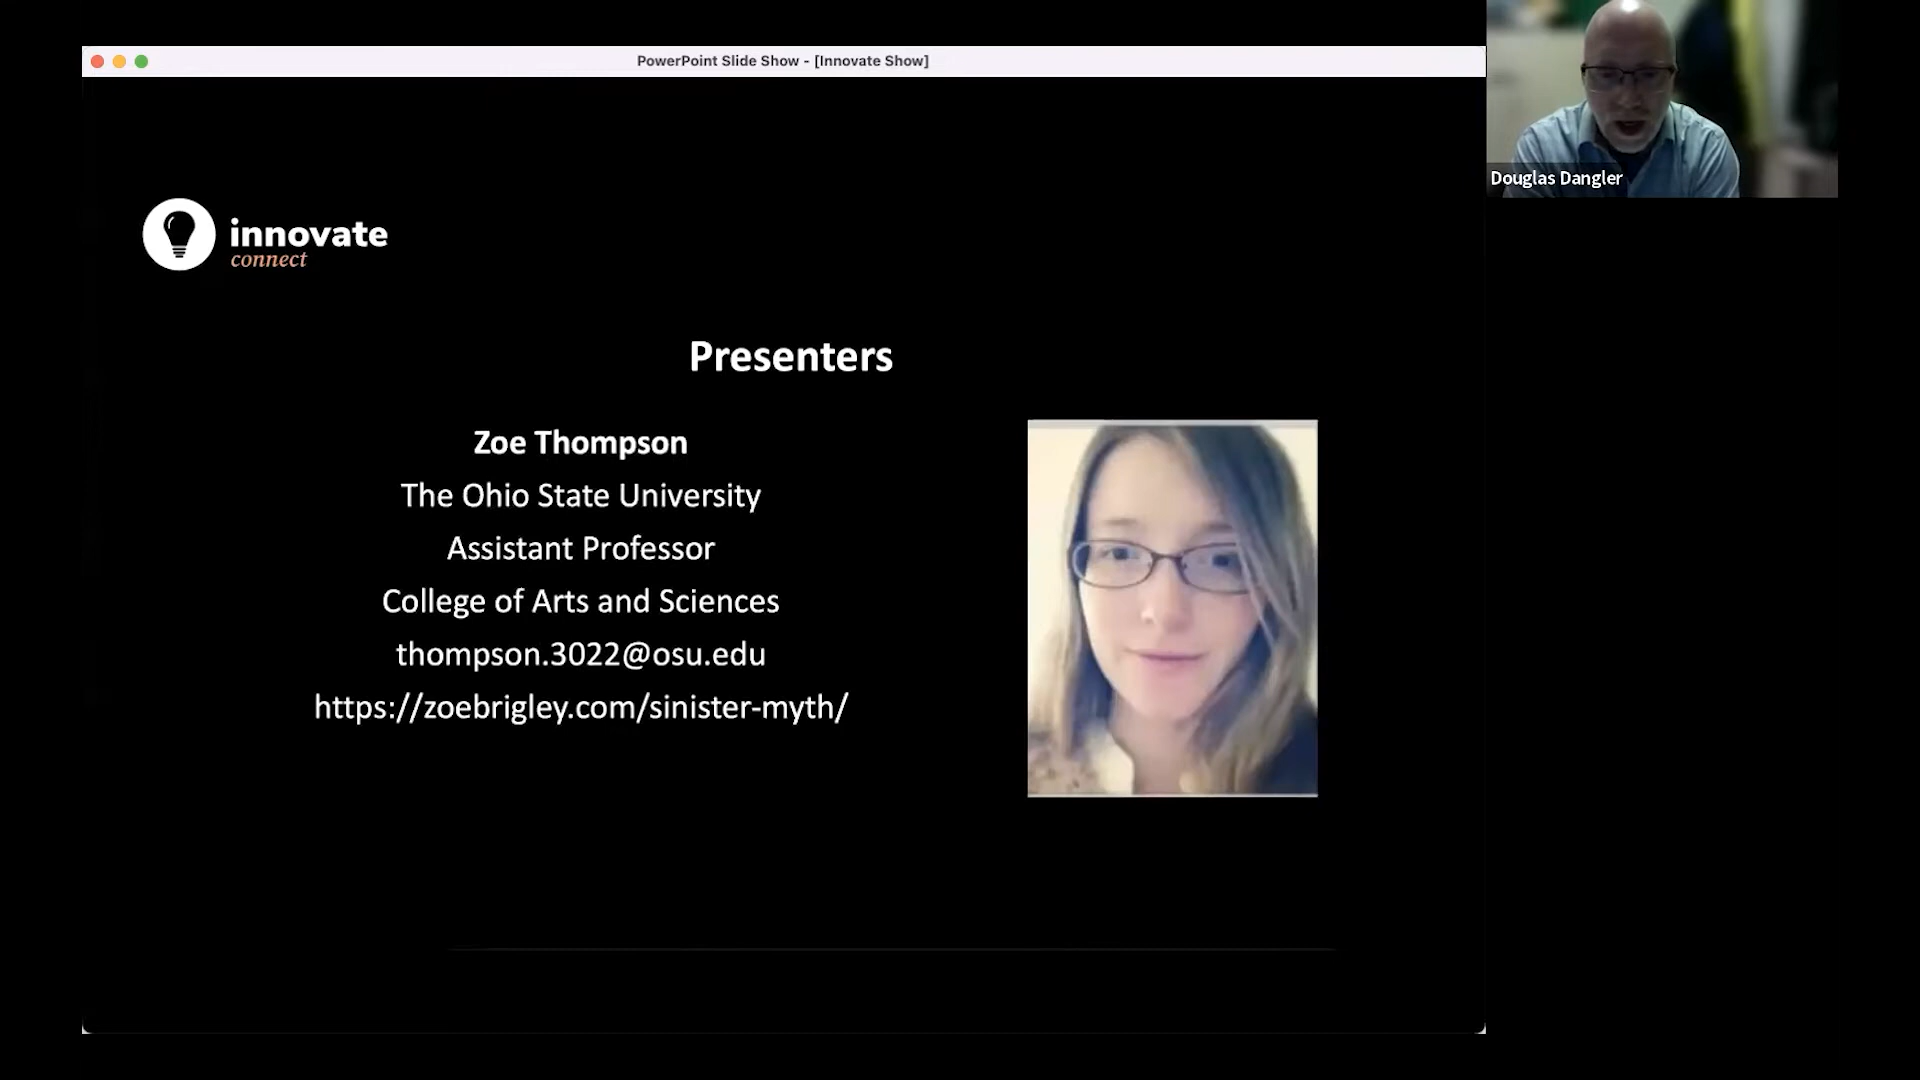 PowerPoint Slide Show - [Innovate Show]
Douglas Dangler
innovate
connect
Presenters
Zoe Thompson
The Ohio State University
Assistant Professor
College of Arts and Sciences
thompson.3022@osu.edu
https://zoebrigley.com/sinister-myth/